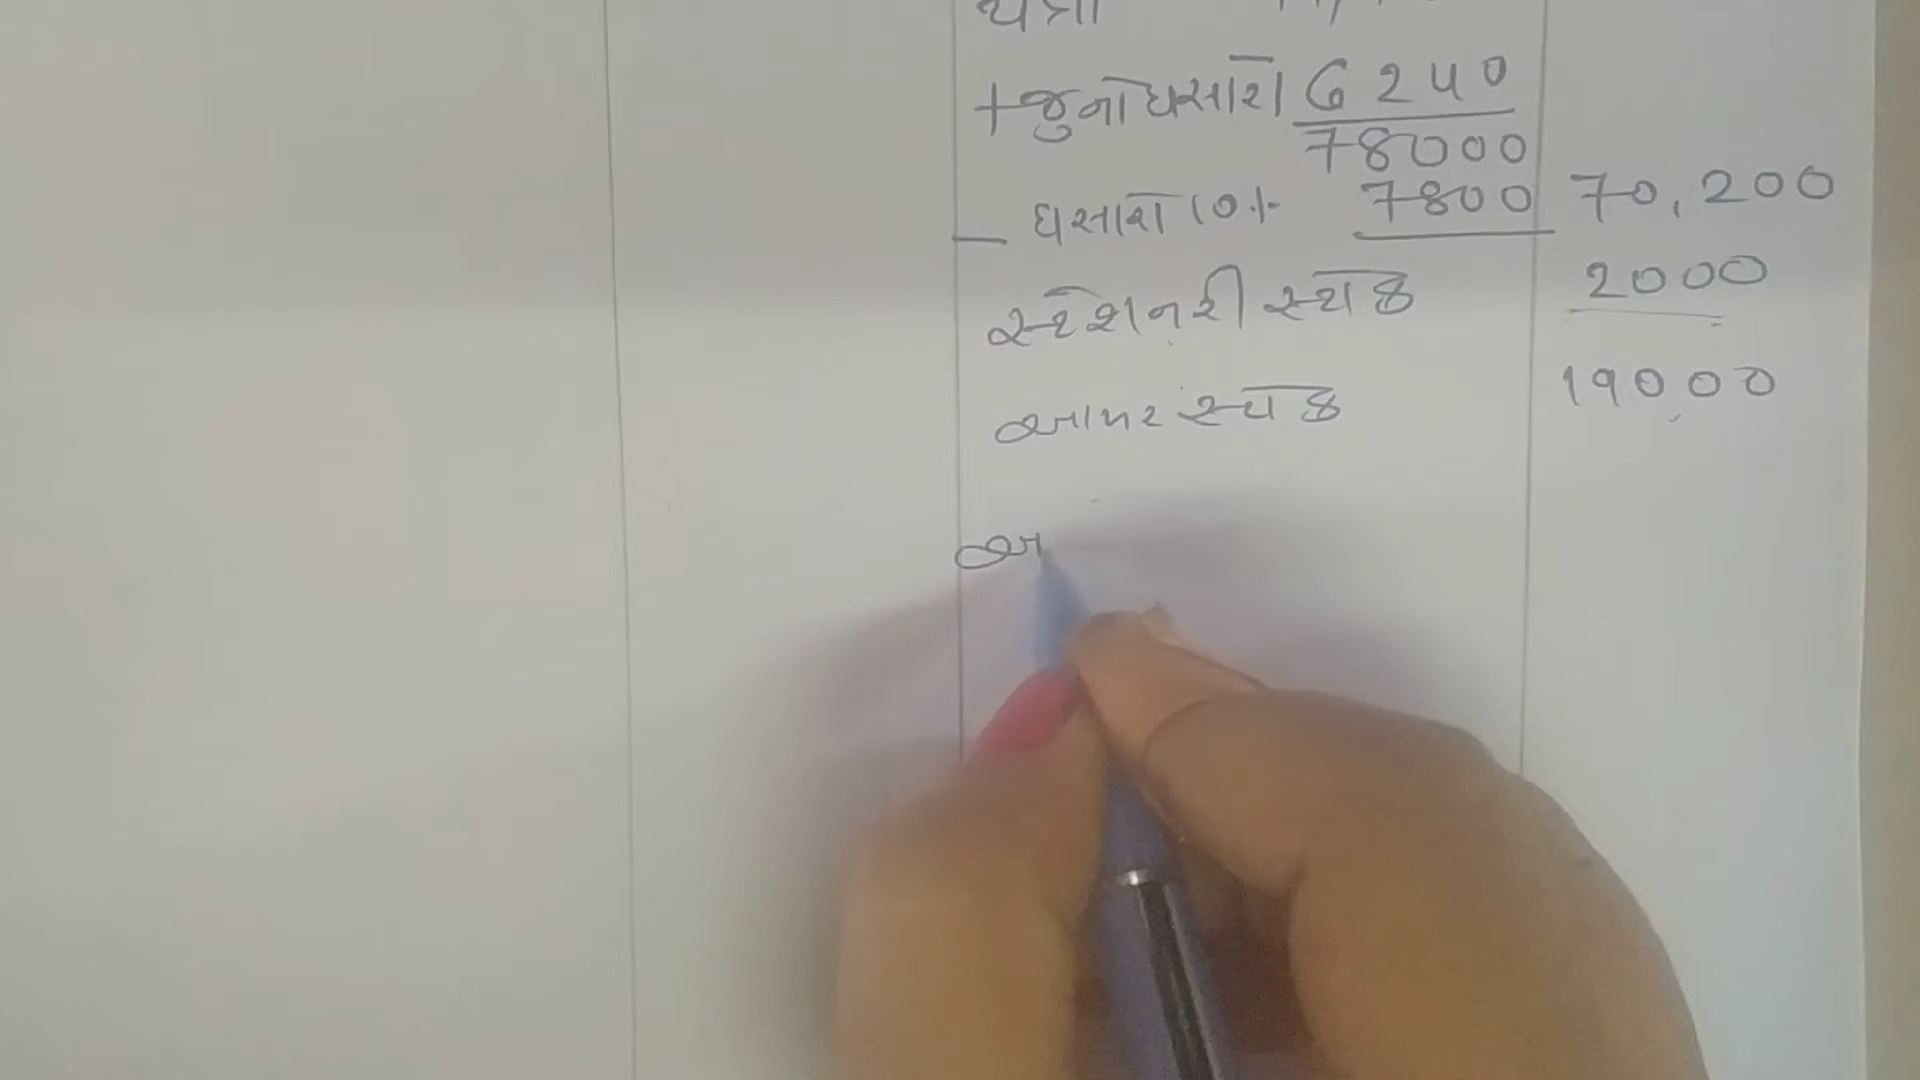 યંત્રો
+જુનો ઘસારો 6240
78000
- ઘસારો 10% 7800 70,200
સ્ટેશનરી સ્ટોક 2000
આખર સ્ટોક 19000
અ